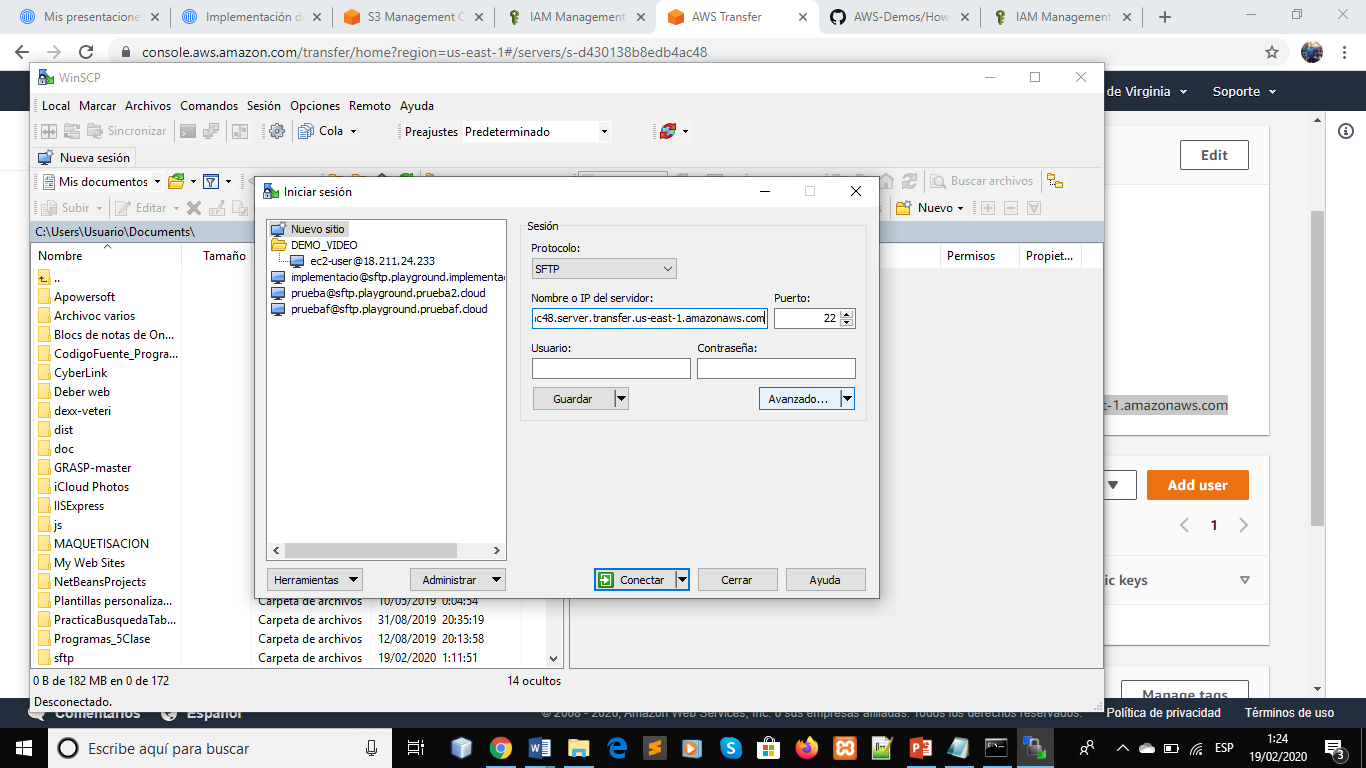 Mis presentacione
Implementación d
S3 Management C
IAM Management
AWS Transfer
AWS-Demos/How
IAM Management
console.aws.amazon.com/transfer/home?region=us-east-1#/servers/s-d430138b8edb4ac48
WinSCP
de Virginia
Soporte
Local Marcar Archivos Comandos Sesión Opciones Remoto Ayuda
Sincronizar
Cola
Preajustes Predeterminado
Edit
Nueva sesión
Mis documentos
Buscar archivos
Subir
Editar
Nuevo
C:\Users\Usuario\Documents\
Nombre
Tamaño
Permisos
Propiet...
..
Apowersoft
Archivoc varios
Blocs de notas de On...
CodigoFuente_Progra...
CyberLink
Deber web
dexx-veteri
dist
doc
GRASP-master
iCloud Photos
IISExpress
js
MAQUETISACION
My Web Sites
NetBeansProjects
Plantillas personaliza... Carpeta de archivos 10/05/2019 0:04:54
PracticaBusquedaTab... Carpeta de archivos 31/08/2019 20:35:19
Programas_5Clase Carpeta de archivos 12/08/2019 20:13:58
sftp Carpeta de archivos 19/02/2020 1:11:51
0 B de 182 MB en 0 de 172
14 ocultos
Desconectado.
Iniciar sesión
Nuevo sitio
DEMO_VIDEO
ec2-user@18.211.24.233
implementacio@sftp.playground.implementa
prueba@sftp.playground.prueba2.cloud
pruebaf@sftp.playground.pruebaf.cloud
Sesión
Protocolo:
SFTP
Nombre o IP del servidor:
Puerto:
c48.server.transfer.us-east-1.amazonaws.com
22
Usuario:
Contraseña:
Guardar
Avanzado...
Herramientas
Administrar
Conectar
Cerrar
Ayuda
t-1.amazonaws.com
Add user
1
ic keys
Manage tags
Comentarios
Español
© 2008 - 2020, Amazon Web Services, Inc. o sus empresas afiliadas. Todos los derechos reservados.
Política de privacidad
Términos de uso
Escribe aquí para buscar
ESP
1:24
19/02/2020
3